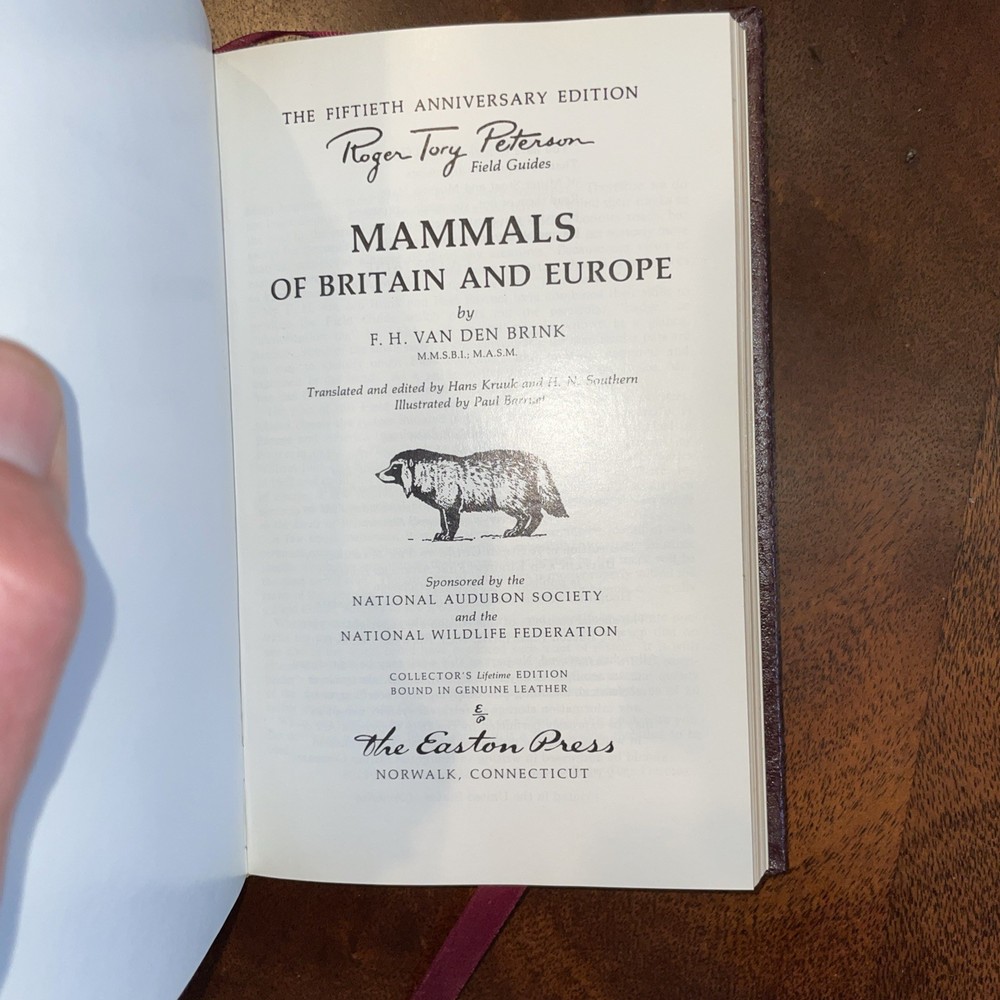 THE FIFTIETH ANNIVERSARY EDITION
Roger Tory Peterson
Field Guides
MAMMALS
OF BRITAIN AND EUROPE
by
F. H. VAN DEN BRINK
M.M.S.B.I.; M.A.S.M.
Translated and edited by Hans Kruuk and H. N. Southern
Illustrated by Paul
Sponsored by the
NATIONAL AUDUBON SOCIETY
and the
NATIONAL WILDLIFE FEDERATION
COLLECTOR'S Lifetime EDITION
BOUND IN GENUINE LEATHER
The Easton Press
NORWALK, CONNECTICUT